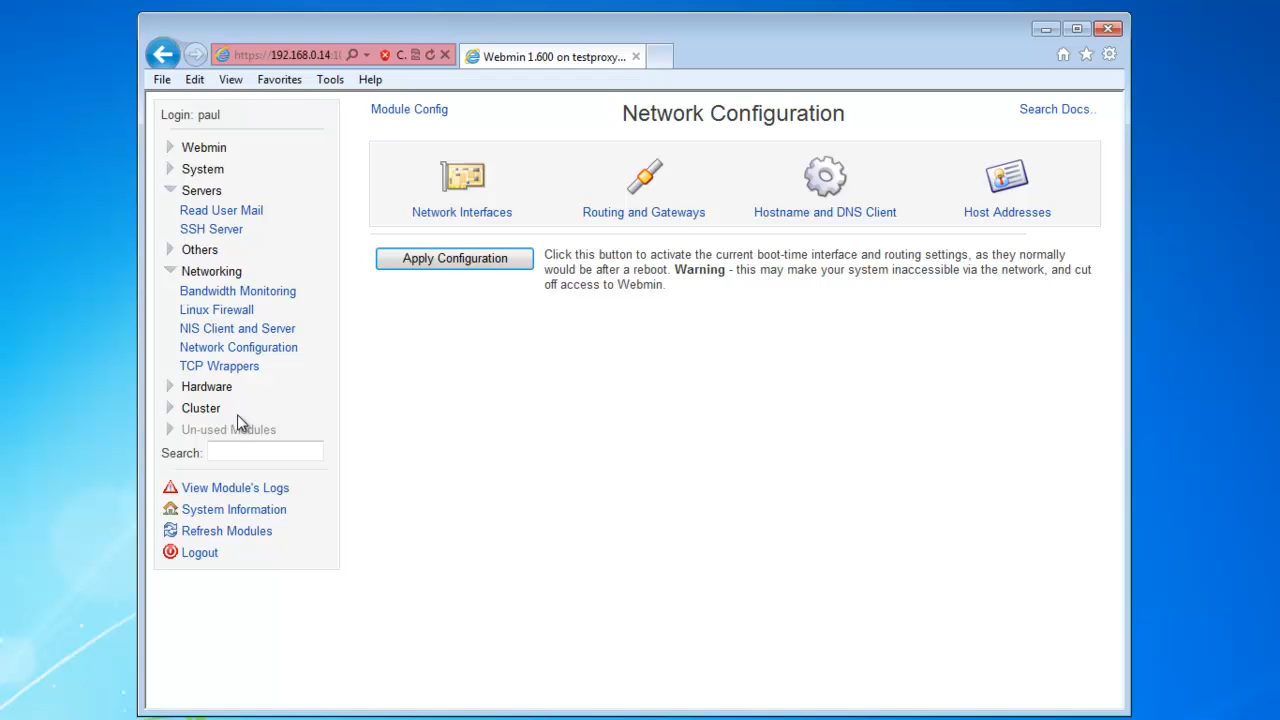 https://192.168.0.14:10
C.
Webmin 1.600 on testproxy...
File Edit View Favorites Tools Help
Login: paul
Webmin
System
Servers
Read User Mail
SSH Server
Others
Networking
Bandwidth Monitoring
Linux Firewall
NIS Client and Server
Network Configuration
TCP Wrappers
Hardware
Cluster
Un-used Modules
Search:
View Module's Logs
System Information
Refresh Modules
Logout
Module Config
Network Configuration
Search Docs..
Network Interfaces
Routing and Gateways
Hostname and DNS Client
Host Addresses
Apply Configuration
Click this button to activate the current boot-time interface and routing settings, as they normally
would be after a reboot. Warning - this may make your system inaccessible via the network, and cut
off access to Webmin.